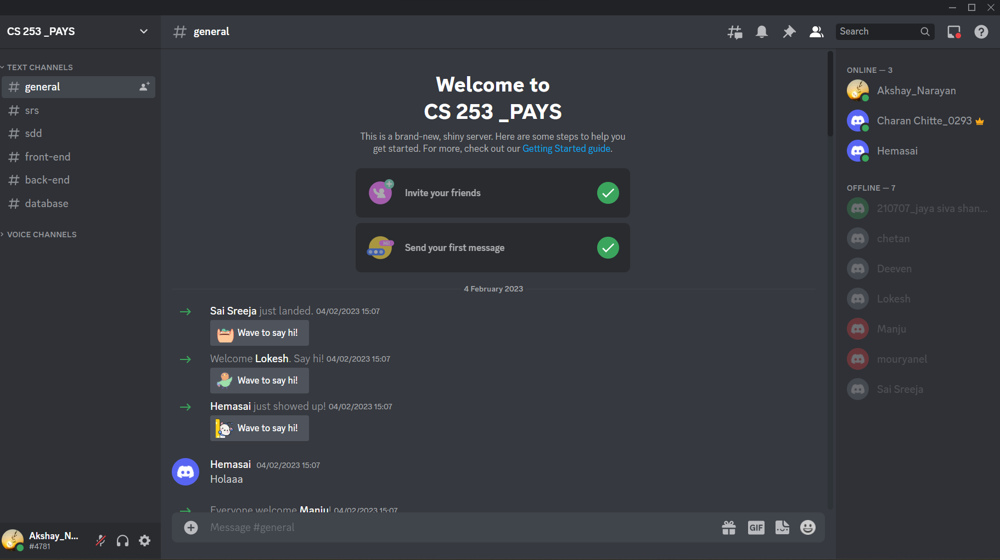 CS 253 _PAYS
general
Search
TEXT CHANNELS
general
srs
sdd
front-end
back-end
database
VOICE CHANNELS
Akshay_N...
#4781
Welcome to
CS 253 _PAYS
This is a brand-new, shiny server. Here are some steps to help you
get started. For more, check out our Getting Started guide.
Invite your friends
Hi!
Send your first message
4 February 2023
Sai Sreeja just landed. 04/02/2023 15:07
Wave to say hi!
Welcome Lokesh. Say hi! 04/02/2023 15:07
Wave to say hi!
Hemasai just showed up! 04/02/2023 15:07
Wave to say hi!
Hemasai 04/02/2023 15:07
Holaaa
Everyone welcome Manju! 04/02/2023 15:07
Message #general
GIF
ONLINE — 3
Akshay_Narayan
Charan Chitte_0293
Hemasai
OFFLINE — 7
210707_jaya siva shan...
chetan
Deeven
Lokesh
Manju
mouryanel
Sai Sreeja